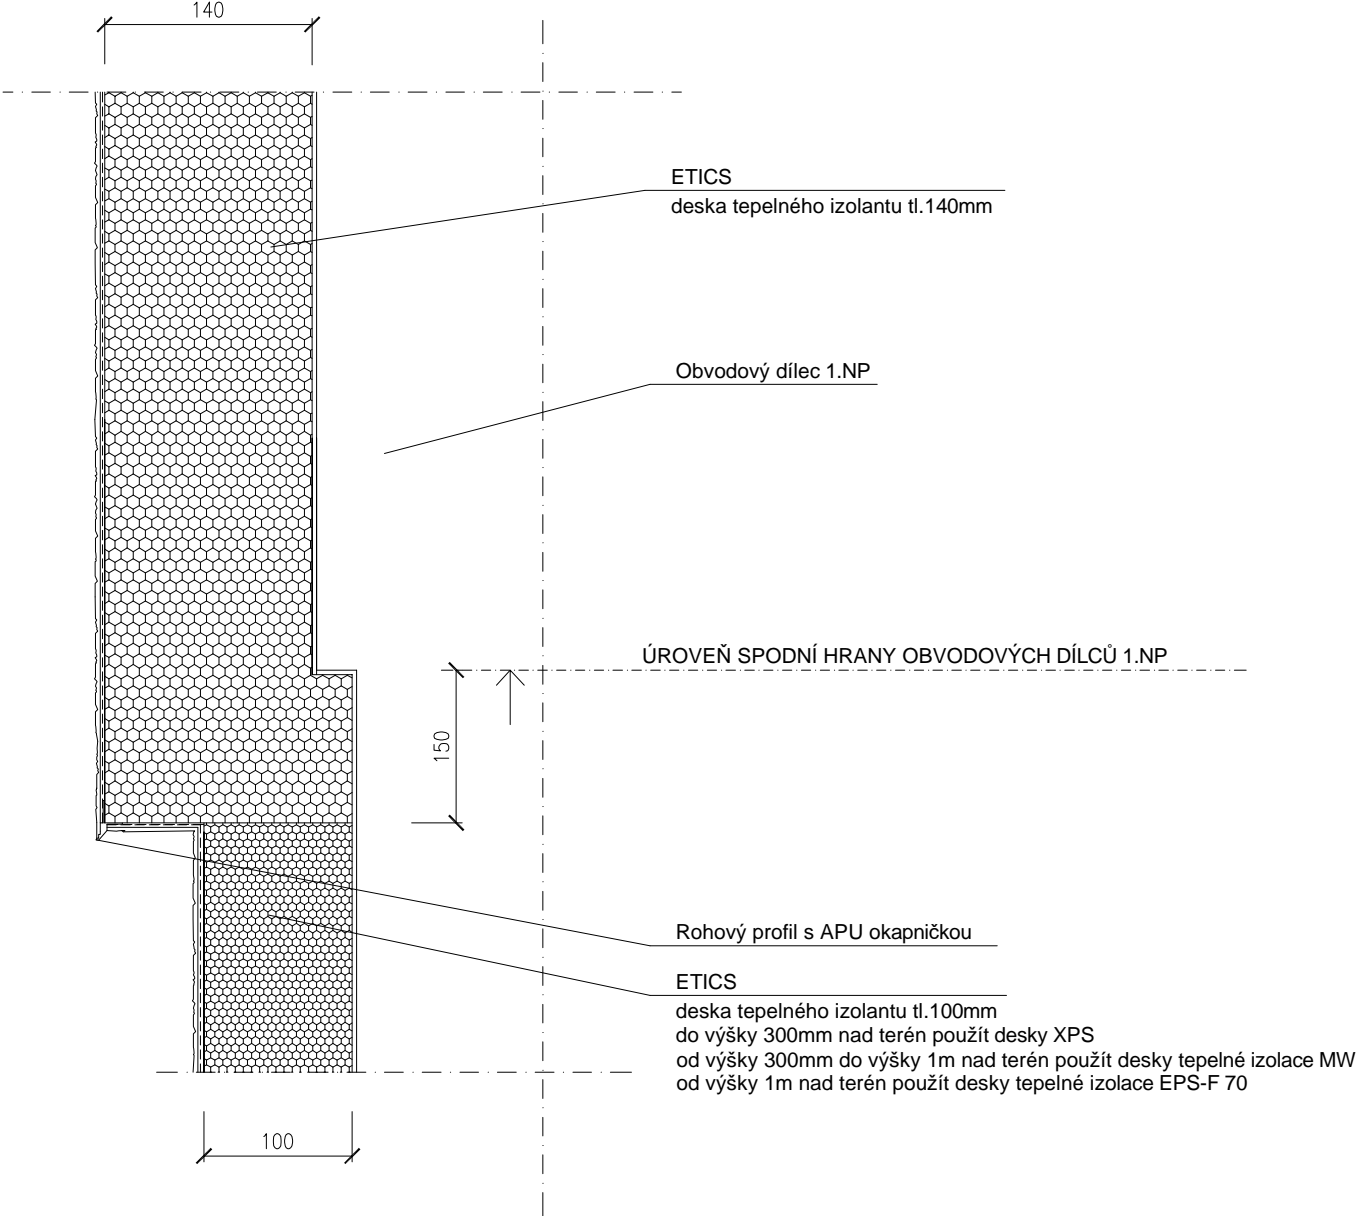 140
ETICS
deska tepelného izolantu tl.140mm
Obvodový dílec 1.NP
ÚROVEŇ SPODNÍ HRANY OBVODOVÝCH DÍLCŮ 1.NP
150
Rohový profil s APU okapničkou
ETICS
deska tepelného izolantu tl.100mm
do výšky 300mm nad terén použít desky XPS
od výšky 300mm do výšky 1m nad terén použít desky tepelné izolace MW
od výšky 1m nad terén použít desky tepelné izolace EPS-F 70
100